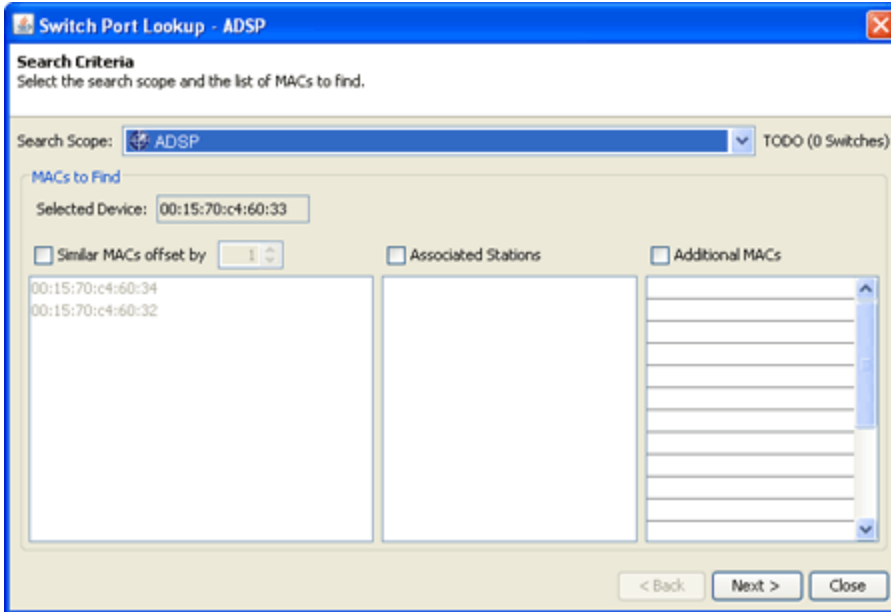 Switch Port Lookup - ADSP
Search Criteria
Select the search scope and the list of MACs to find.
Search Scope: ADSP TODO (0 Switches)
MACs to Find
Selected Device: 00:15:70:c4:60:33
Similar MACs offset by 1 Associated Stations Additional MACs
00:15:70:c4:60:34
00:15:70:c4:60:32
< Back Next > Close